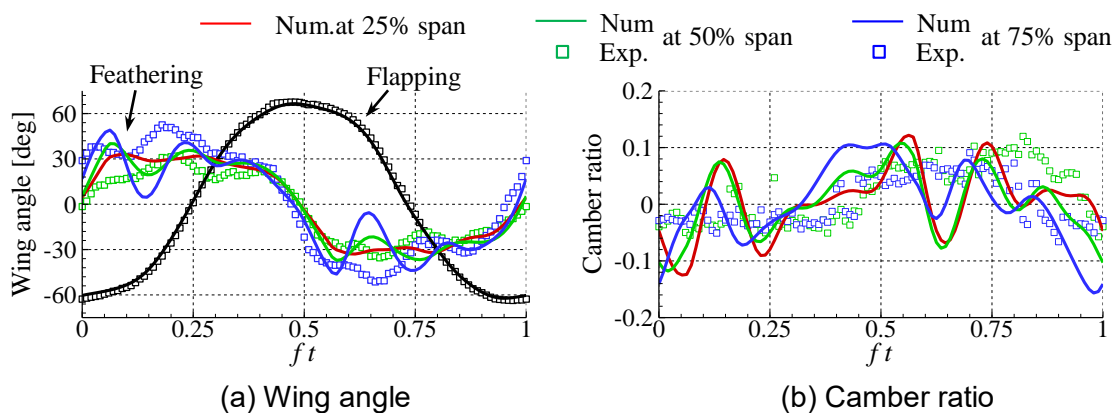 Num.at 25% span
Num
Exp.
at 50% span
Num
Exp.
at 75% span
Feathering
Flapping
Wing angle [deg]
60
30
0
-30
-60
0
0.25
0.5
0.75
1
f t
(a) Wing angle
Camber ratio
0.2
0.1
0
-0.1
-0.2
0
0.25
0.5
0.75
1
f t
(b) Camber ratio